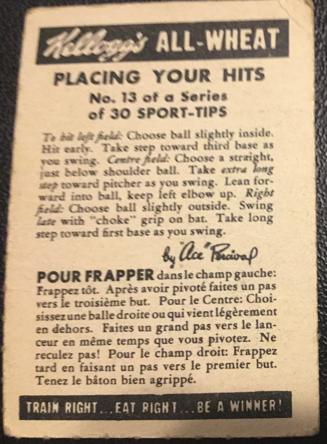 Kellogg's ALL-WHEAT
PLACING YOUR HITS
No. 13 of a Series
of 30 SPORT-TIPS
To hit left field: Choose ball slightly inside.
Hit early. Take step toward third base as
you swing. Centre field: Choose a straight,
just below shoulder ball. Take extra long
step toward pitcher as you swing. Lean for-
ward into ball, keep left elbow up. Right
field: Choose ball slightly outside. Swing
late with "choke" grip on bat. Take long
step toward first base as you swing.
by "Ace" Percival
POUR FRAPPER dans le champ gauche:
Frappez tôt. Après avoir pivoté faites un pas
vers le troisième but. Pour le Centre: Choi-
sissez une balle droite ou qui vient légèrement
en dehors. Faites un grand pas vers le lan-
ceur en même temps que vous pivotez. Ne
reculez pas! Pour le champ droit: Frappez
tard en faisant un pas vers le premier but.
Tenez le bâton bien agrippé.
TRAIN RIGHT...EAT RIGHT...BE A WINNER!